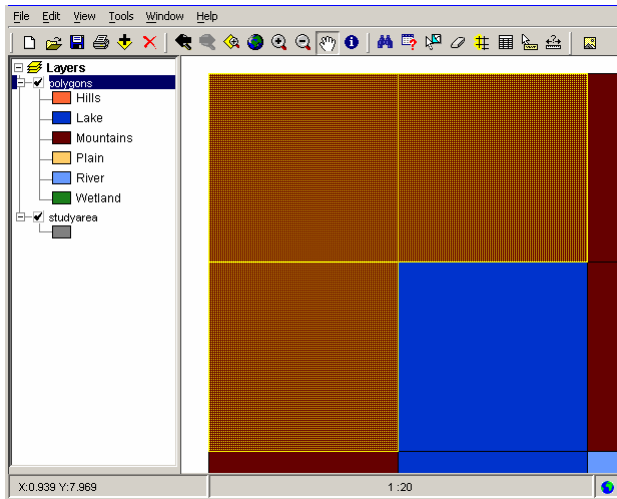 File Edit View Tools Window Help
Layers
polygons
Hills
Lake
Mountains
Plain
River
Wetland
studyarea
X:0.939 Y:7.969
1 :20